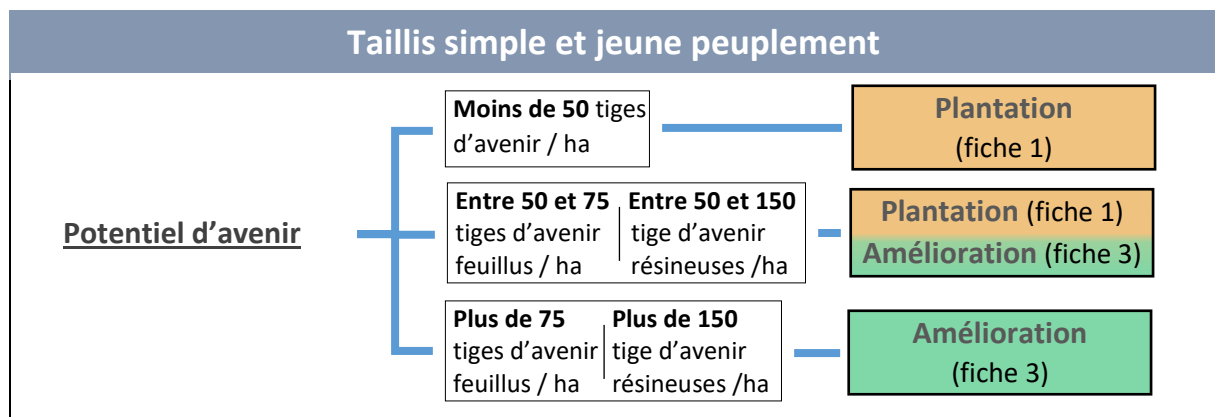 Taillis simple et jeune peuplement
Potentiel d'avenir
Moins de 50 tiges
d'avenir / ha
Plantation
(fiche 1)
Entre 50 et 75
tiges d'avenir
feuillus / ha
Entre 50 et 150
tige d'avenir
résineuses /ha
Plantation (fiche 1)
Amélioration (fiche 3)
Plus de 75
tiges d'avenir
feuillus / ha
Plus de 150
tige d'avenir
résineuses /ha
Amélioration
(fiche 3)